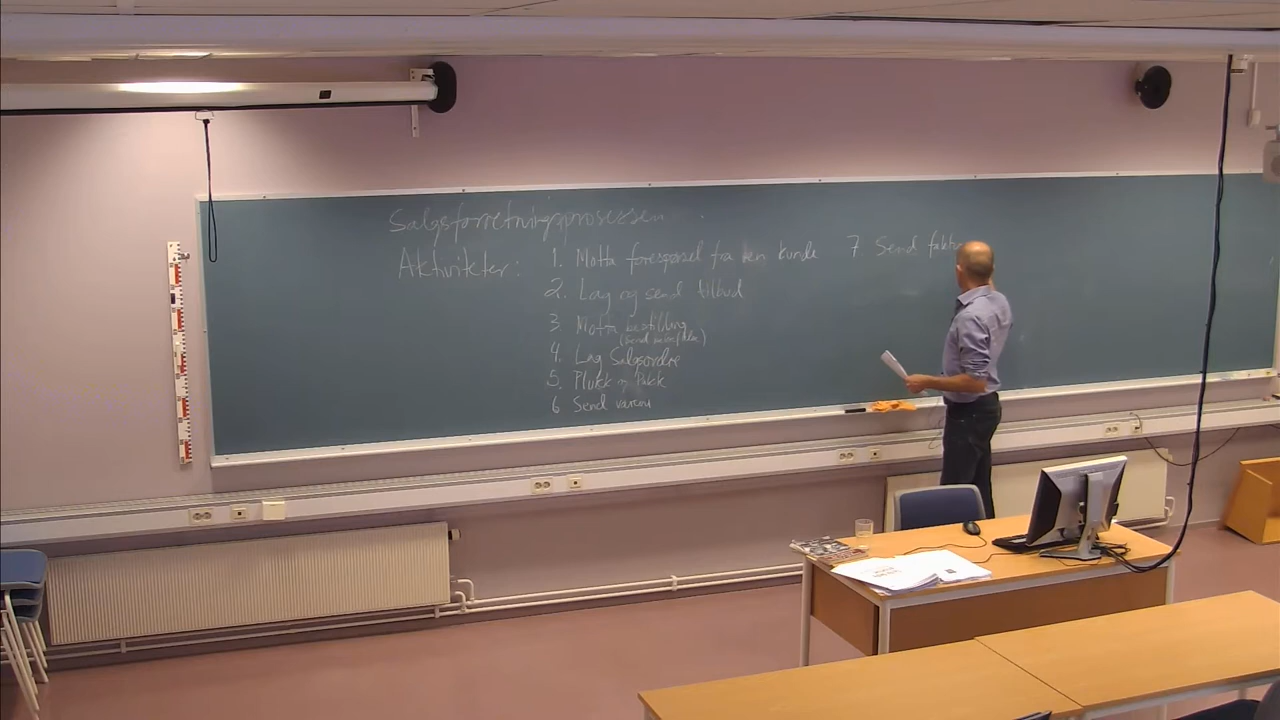 Salgsforretningsprosessen
Aktiviteter:
1. Motta forespørsel fra en kunde
2. Lag og send tilbud
3. Motta bestilling
4. Lag Salgsordre
5. Plukk og Pakk
6 Send varene
7 Send